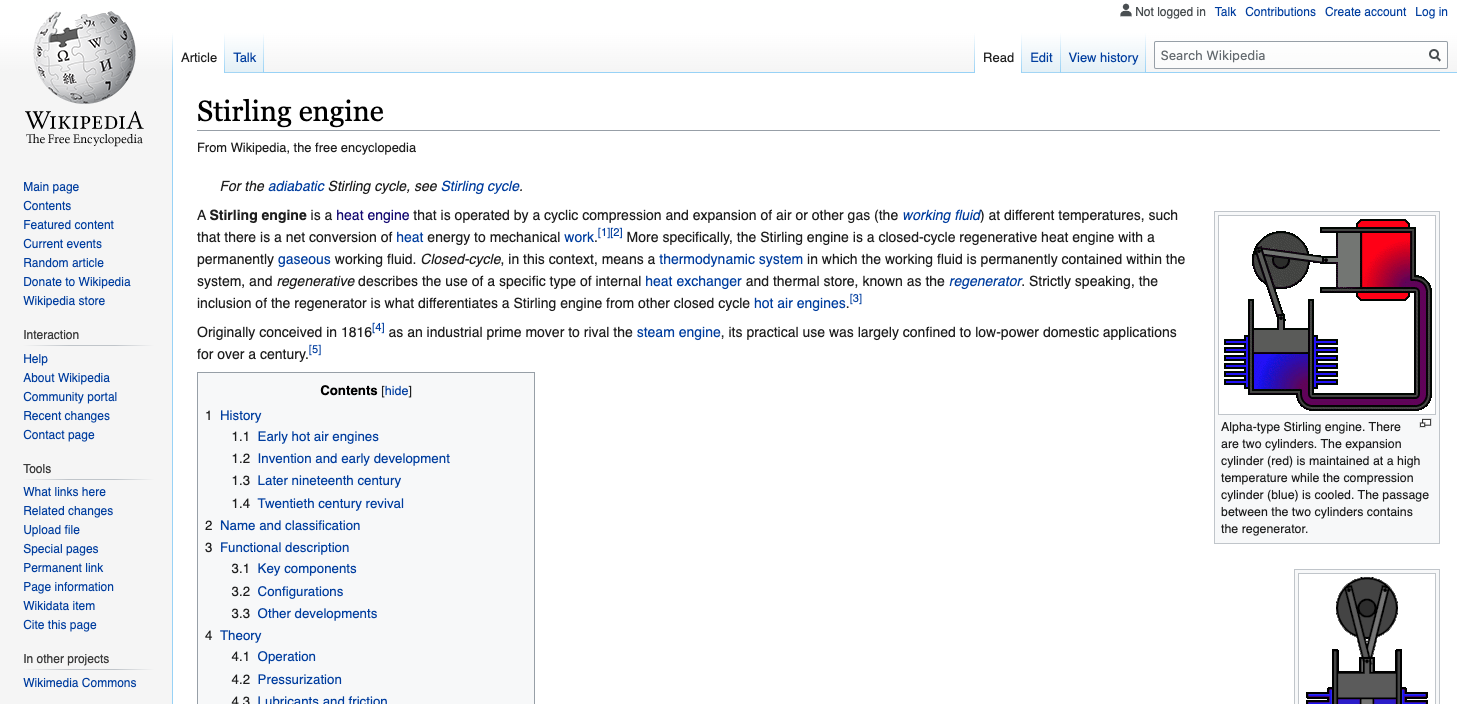 Not logged in Talk Contributions Create account Log in
Article Talk
Read Edit View history
Search Wikipedia
WIKIPEDIA
The Free Encyclopedia
Main page
Contents
Featured content
Current events
Random article
Donate to Wikipedia
Wikipedia store
Interaction
Help
About Wikipedia
Community portal
Recent changes
Contact page
Tools
What links here
Related changes
Upload file
Special pages
Permanent link
Page information
Wikidata item
Cite this page
In other projects
Wikimedia Commons
Stirling engine
From Wikipedia, the free encyclopedia
For the adiabatic Stirling cycle, see Stirling cycle.
A Stirling engine is a heat engine that is operated by a cyclic compression and expansion of air or other gas (the working fluid) at different temperatures, such
that there is a net conversion of heat energy to mechanical work.[1][2] More specifically, the Stirling engine is a closed-cycle regenerative heat engine with a
permanently gaseous working fluid. Closed-cycle, in this context, means a thermodynamic system in which the working fluid is permanently contained within the
system, and regenerative describes the use of a specific type of internal heat exchanger and thermal store, known as the regenerator. Strictly speaking, the
inclusion of the regenerator is what differentiates a Stirling engine from other closed cycle hot air engines.[3]
Originally conceived in 1816[4] as an industrial prime mover to rival the steam engine, its practical use was largely confined to low-power domestic applications
for over a century.[5]
Contents [hide]
1 History
1.1 Early hot air engines
1.2 Invention and early development
1.3 Later nineteenth century
1.4 Twentieth century revival
2 Name and classification
3 Functional description
3.1 Key components
3.2 Configurations
3.3 Other developments
4 Theory
4.1 Operation
4.2 Pressurization
4.3 Lubricants and friction
Alpha-type Stirling engine. There
are two cylinders. The expansion
cylinder (red) is maintained at a high
temperature while the compression
cylinder (blue) is cooled. The passage
between the two cylinders contains
the regenerator.